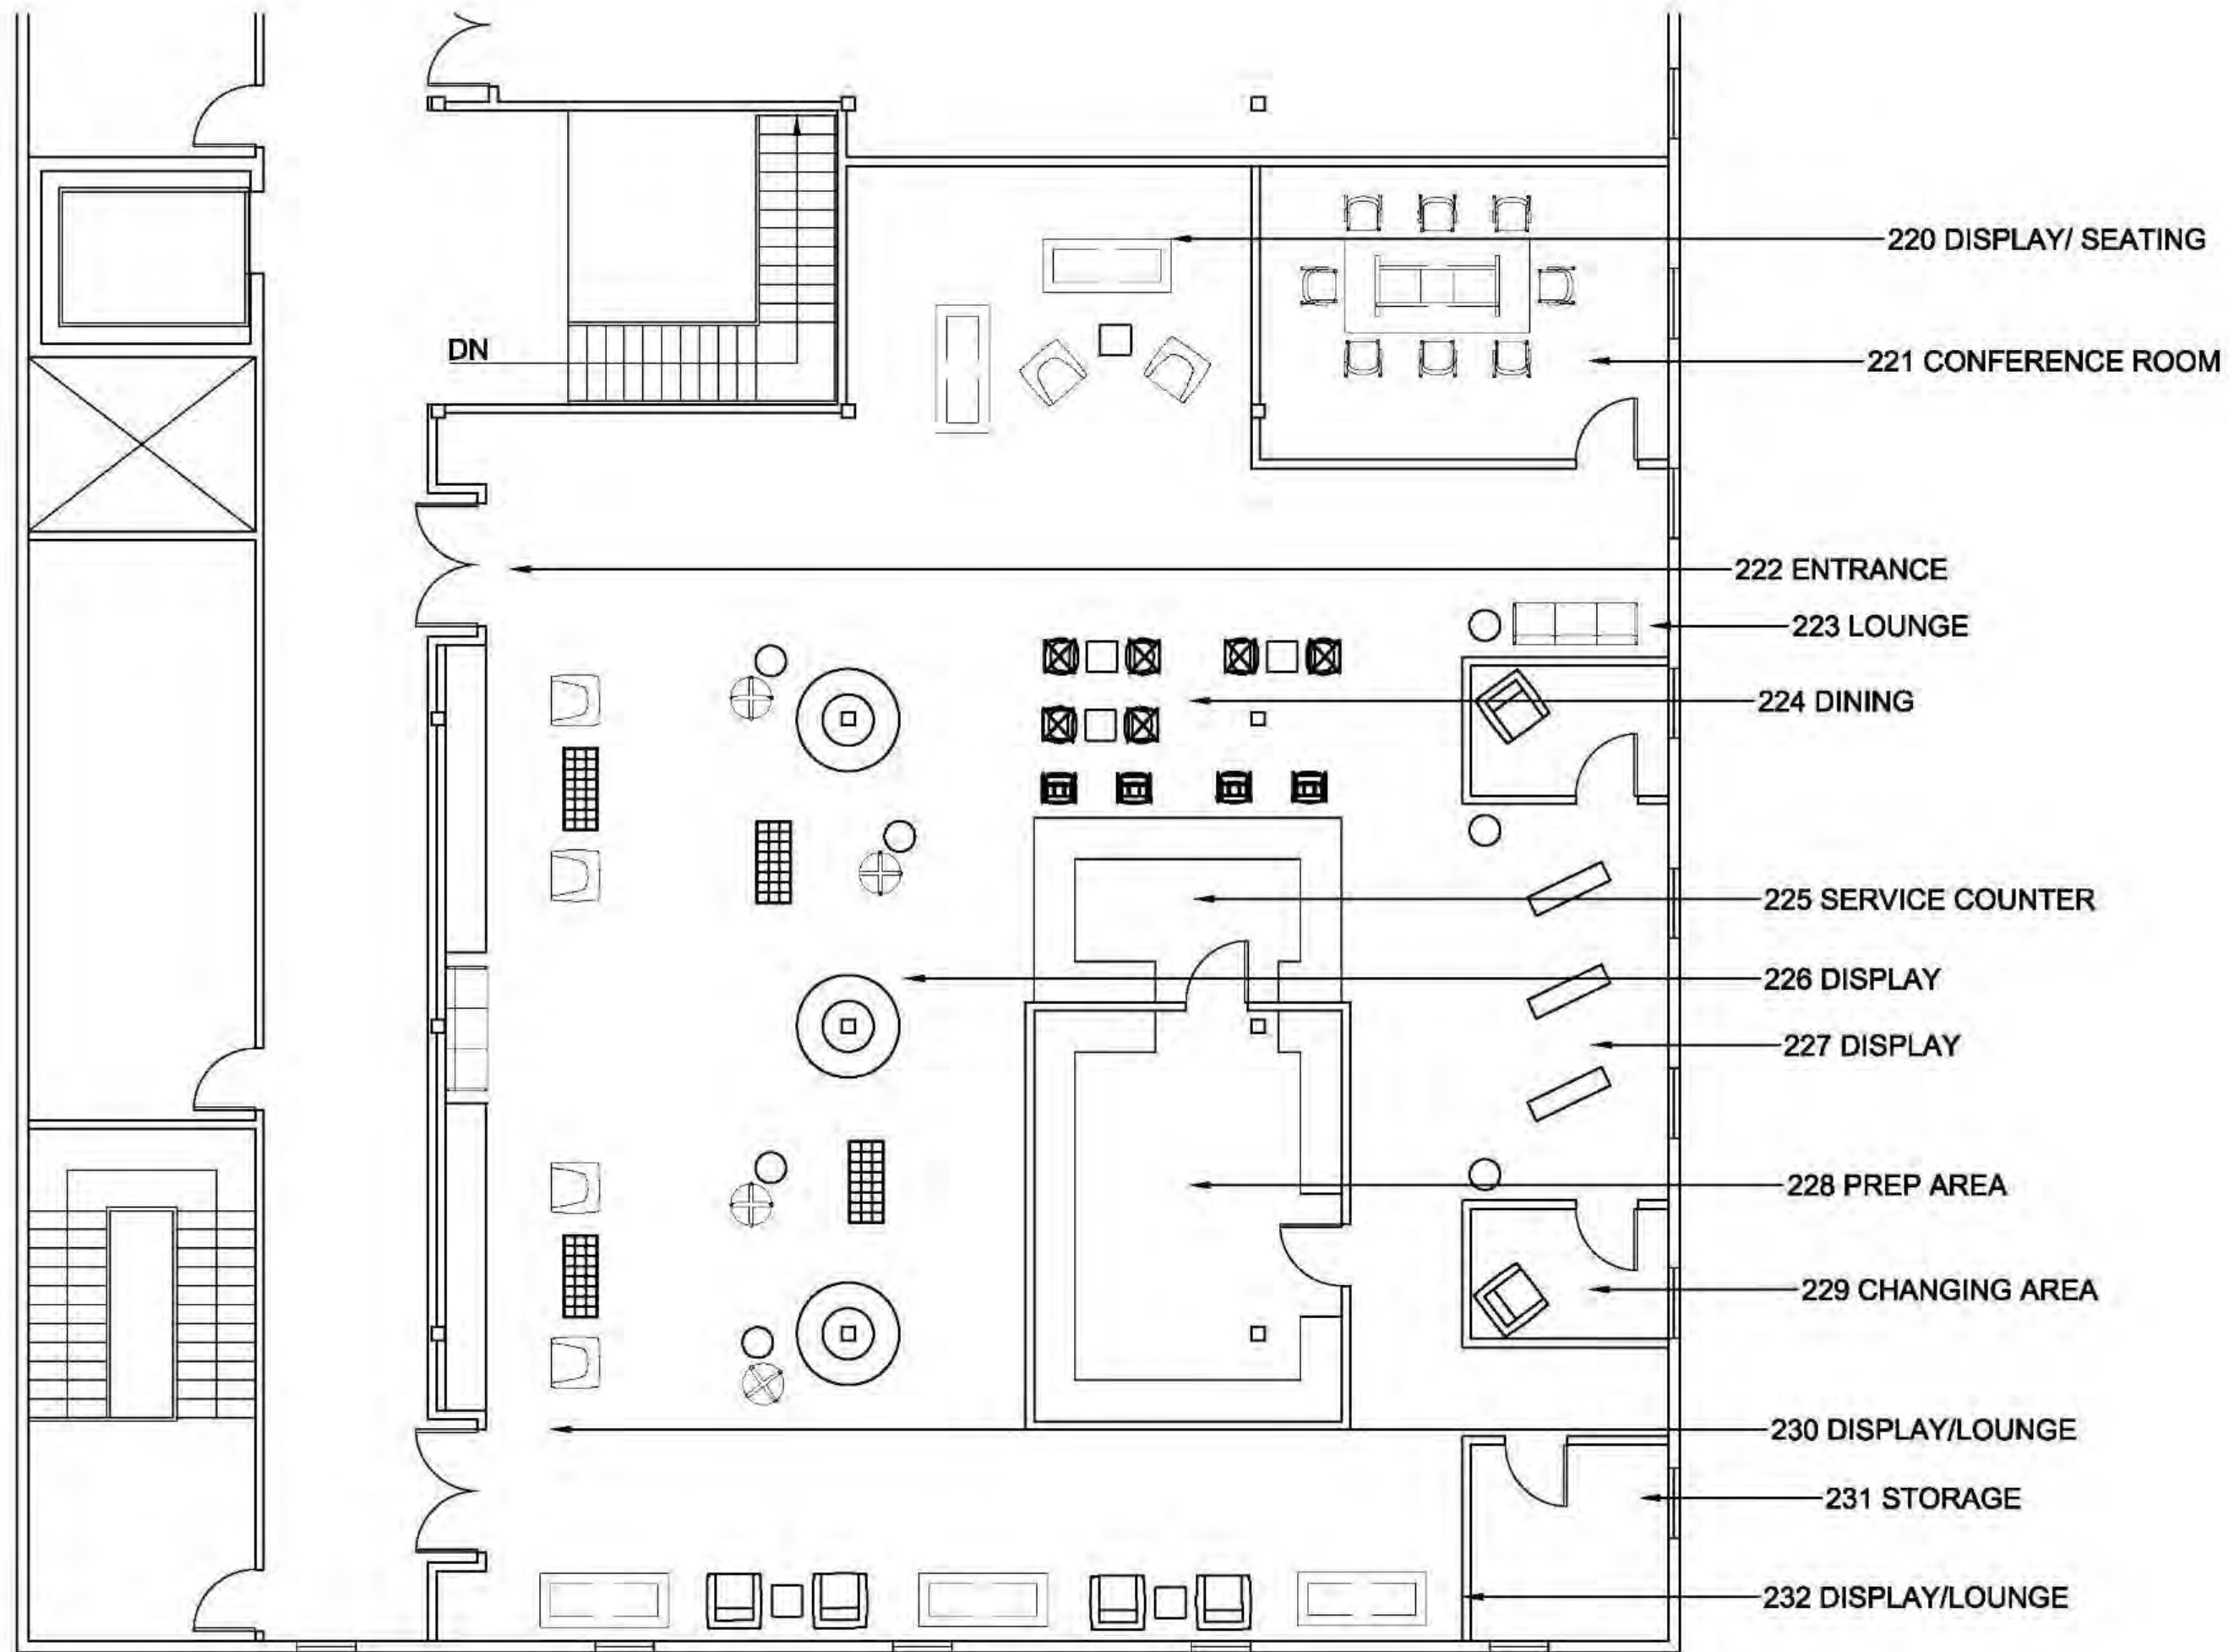 220 DISPLAY/ SEATING
DN
221 CONFERENCE ROOM
222 ENTRANCE
223 LOUNGE
224 DINING
225 SERVICE COUNTER
226 DISPLAY
227 DISPLAY
228 PREP AREA
229 CHANGING AREA
230 DISPLAY/LOUNGE
231 STORAGE
232 DISPLAY/LOUNGE